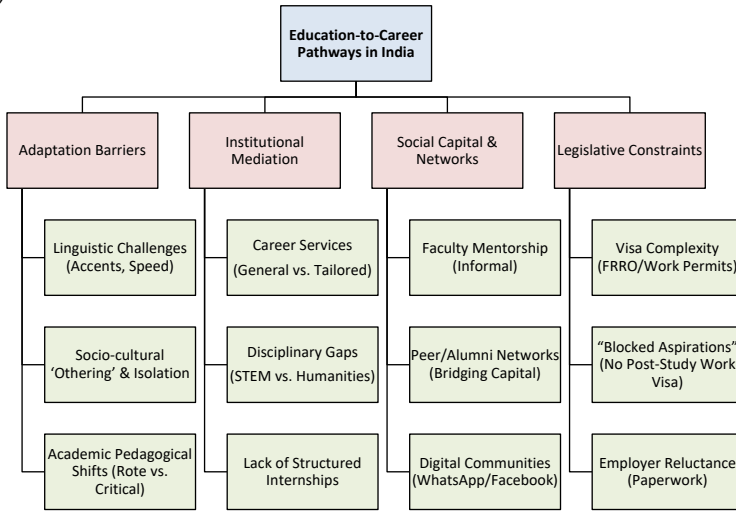 Education-to-Career
Pathways in India
Adaptation Barriers
Linguistic Challenges
(Accents, Speed)
Socio-cultural
'Othering' & Isolation
Academic Pedagogical
Shifts (Rote vs.
Critical)
Institutional
Mediation
Career Services
(General vs. Tailored)
Disciplinary Gaps
(STEM vs. Humanities)
Lack of Structured
Internships
Social Capital &
Networks
Faculty Mentorship
(Informal)
Peer/Alumni Networks
(Bridging Capital)
Digital Communities
(WhatsApp/Facebook)
Legislative Constraints
Visa Complexity
(FRRO/Work Permits)
“Blocked Aspirations”
(No Post-Study Work
Visa)
Employer Reluctance
(Paperwork)